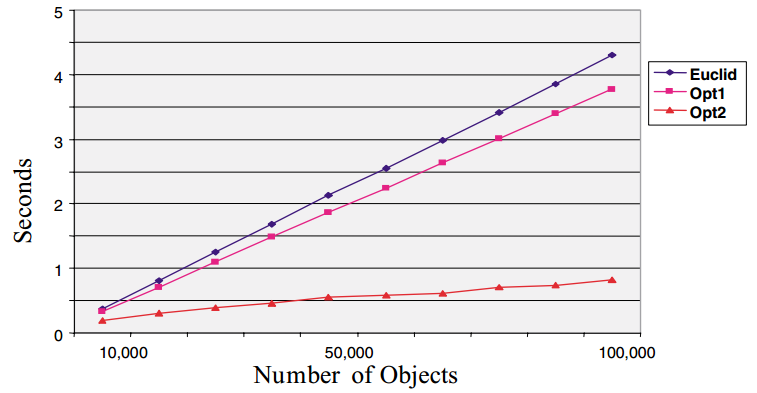 5
4
3
2
1
0
Seconds
10,000 50,000 100,000
Number of Objects
Euclid
Opt1
Opt2